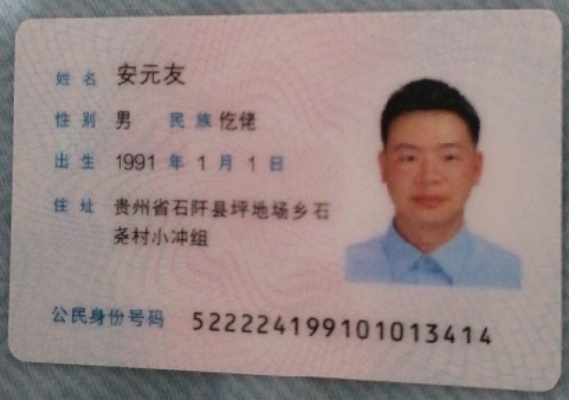 姓名 安元友
性别 男 民族 仡佬
出生 1991 年 1 月 1 日
住址 贵州省石阡县坪地场乡石
尧村小冲组
公民身份号码 522224199101013414